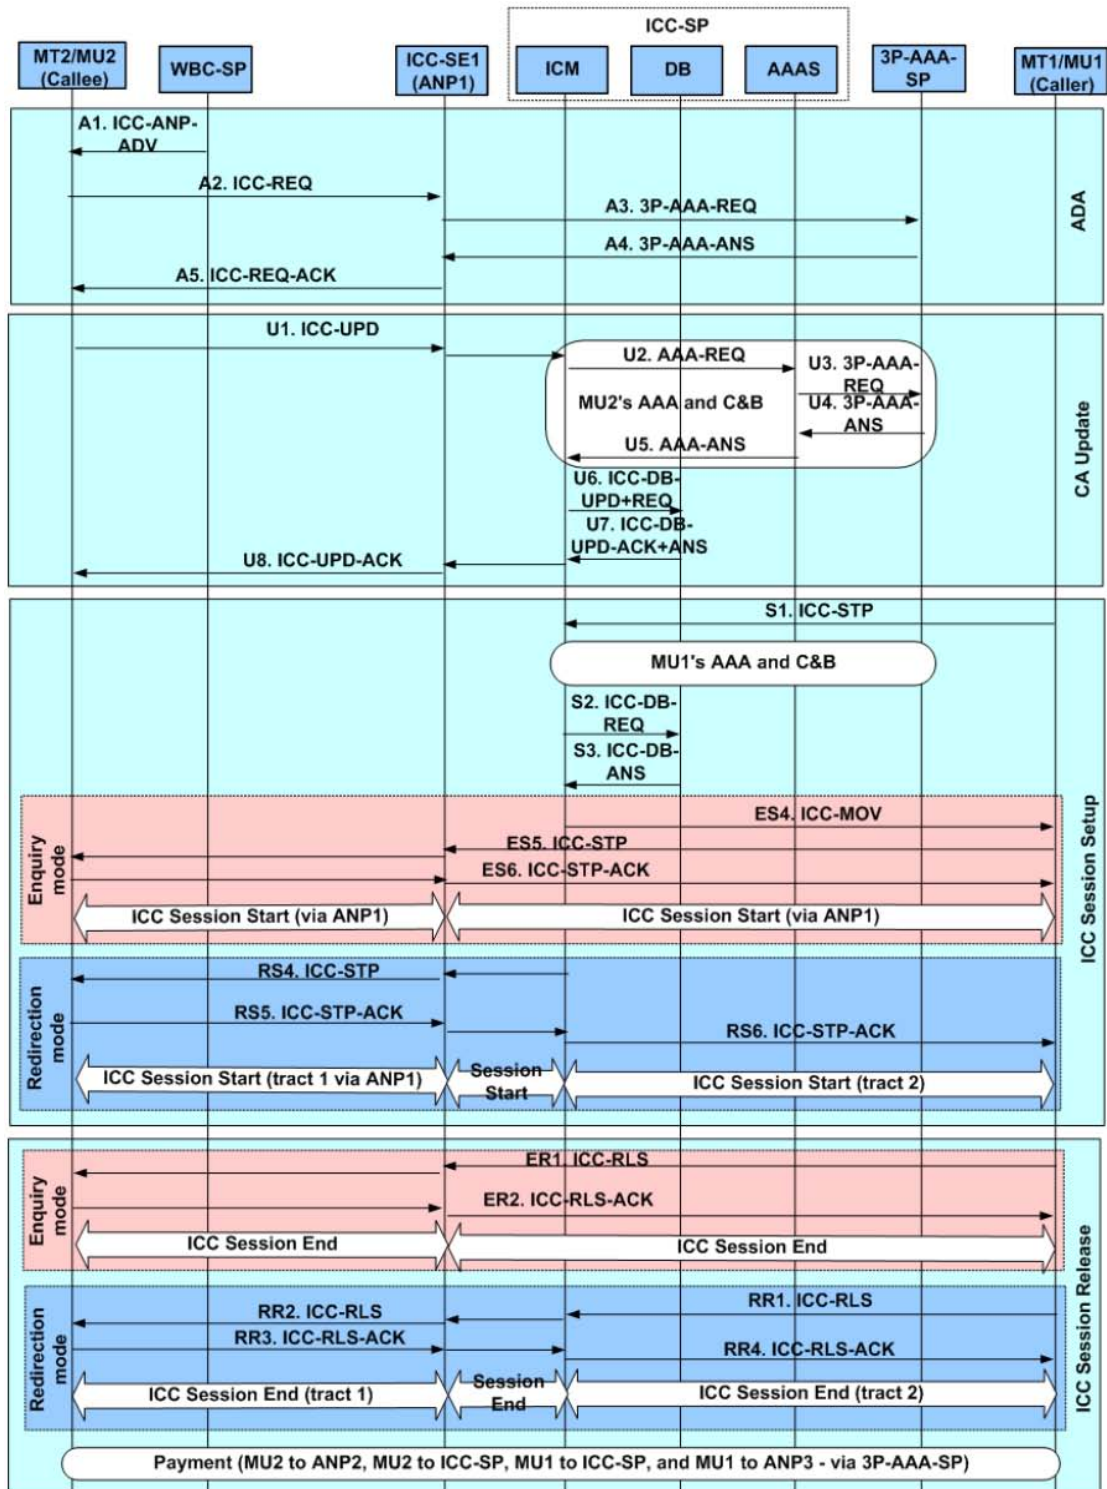 ICC-SP
MT2/MU2
(Callee)
WBC-SP
ICC-SE1
(ANP1)
ICM
DB
AAAS
3P-AAA-
SP
MT1/MU1
(Caller)
A1. ICC-ANP-
ADV
A2. ICC-REQ
A3. 3P-AAA-REQ
A4. 3P-AAA-ANS
A5. ICC-REQ-ACK
ADA
U1. ICC-UPD
U2. AAA-REQ
U3. 3P-AAA-
REQ
MU2's AAA and C&B
U4. 3P-AAA-
ANS
U5. AAA-ANS
U6. ICC-DB-
UPD+REQ
U7. ICC-DB-
UPD-ACK+ANS
U8. ICC-UPD-ACK
CA Update
S1. ICC-STP
MU1's AAA and C&B
S2. ICC-DB-
REQ
S3. ICC-DB-
ANS
ICC Session Setup
Enquiry
mode
ES4. ICC-MOV
ES5. ICC-STP
ES6. ICC-STP-ACK
ICC Session Start (via ANP1)
ICC Session Start (via ANP1)
Redirection
mode
RS4. ICC-STP
RS5. ICC-STP-ACK
RS6. ICC-STP-ACK
ICC Session Start (tract 1 via ANP1)
Session
Start
ICC Session Start (tract 2)
ICC Session Release
Enquiry
mode
ER1. ICC-RLS
ER2. ICC-RLS-ACK
ICC Session End
ICC Session End
Redirection
mode
RR1. ICC-RLS
RR2. ICC-RLS
RR3. ICC-RLS-ACK
RR4. ICC-RLS-ACK
ICC Session End (tract 1)
Session
End
ICC Session End (tract 2)
Payment (MU2 to ANP2, MU2 to ICC-SP, MU1 to ICC-SP, and MU1 to ANP3 - via 3P-AAA-SP)